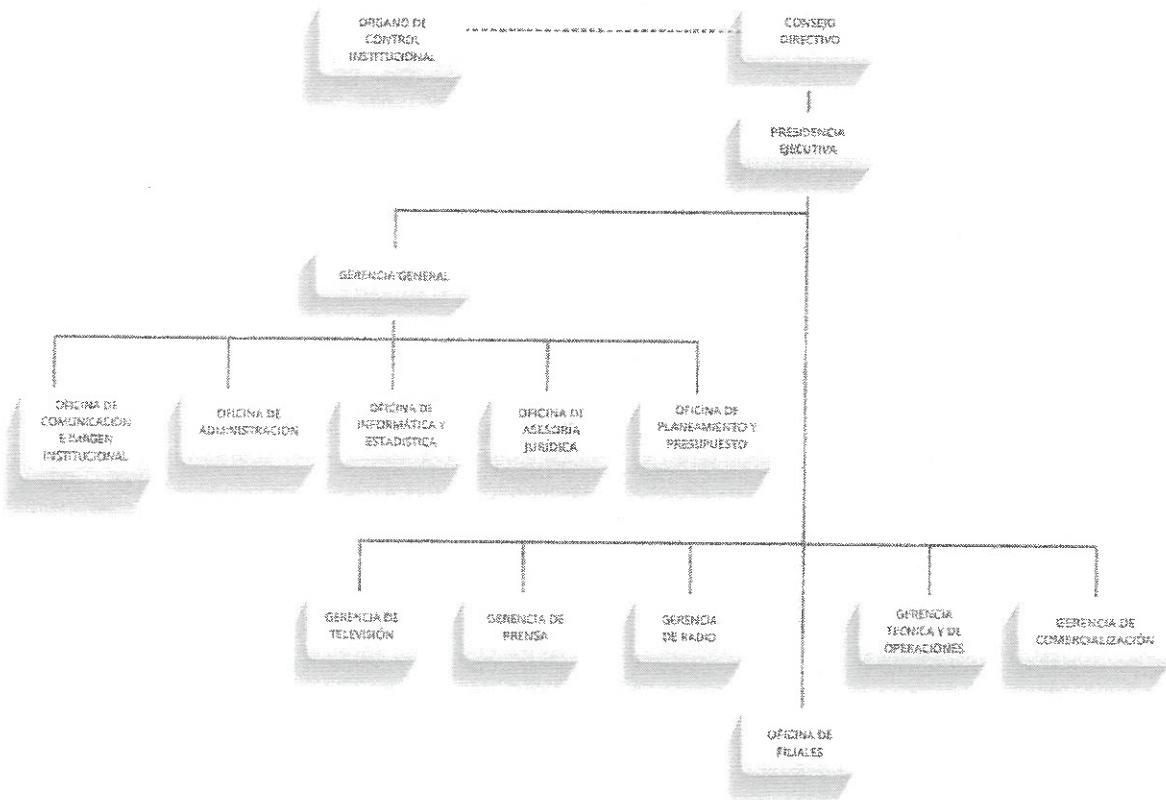 ORGANO DE
CONTROL
INSTITUCIONAL
CONSEJO
DIRECTIVO
PRESIDENCIA
EJECUTIVA
GERENCIA GENERAL
OFICINA DE
COMUNICACIÓN
E IMAGEN
INSTITUCIONAL
OFICINA DE
ADMINISTRACIÓN
OFICINA DE
INFORMÁTICA Y
ESTADÍSTICA
OFICINA DE
ASESORÍA
JURÍDICA
OFICINA DE
PLANEAMIENTO Y
PRESUPUESTO
GERENCIA DE
TELEVISIÓN
GERENCIA DE
PRENSA
GERENCIA
DE RADIO
GERENCIA
TÉCNICA Y DE
OPERACIONES
GERENCIA DE
COMERCIALIZACIÓN
OFICINA DE
FILIALES